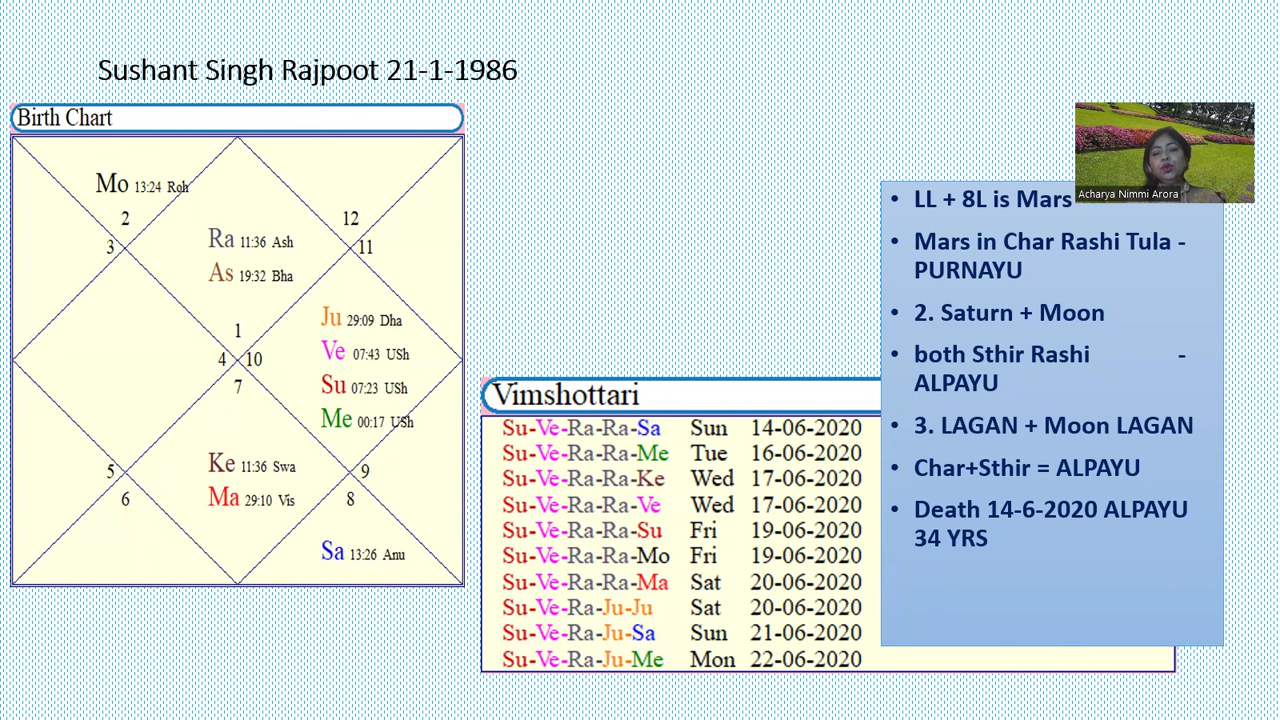 Sushant Singh Rajpoot 21-1-1986
Birth Chart
Mo 13:24 Roh
2
12
3
Ra 11:36 Ash
11
As 19:32 Bha
Ju 29:09 Dha
1
Ve 07:43 USh
4
10
7
Su 07:23 USh
Me 00:17 USh
5
Ke 11:36 Swa
9
6
Ma 29:10 Vis
8
Sa 13:26 Anu
Vimshottari
Su-Ve-Ra-Ra-Sa Sun 14-06-2020
Su-Ve-Ra-Ra-Me Tue 16-06-2020
Su-Ve-Ra-Ra-Ke Wed 17-06-2020
Su-Ve-Ra-Ra-Ve Wed 17-06-2020
Su-Ve-Ra-Ra-Su Fri 19-06-2020
Su-Ve-Ra-Ra-Mo Fri 19-06-2020
Su-Ve-Ra-Ra-Ma Sat 20-06-2020
Su-Ve-Ra-Ju-Ju Sat 20-06-2020
Su-Ve-Ra-Ju-Sa Sun 21-06-2020
Su-Ve-Ra-Ju-Me Mon 22-06-2020
Acharya Nimmi Arora
• LL + 8L is Mars
• Mars in Char Rashi Tula -
PURNAYU
• 2. Saturn + Moon
• both Sthir Rashi -
ALPAYU
• 3. LAGAN + Moon LAGAN
• Char+Sthir = ALPAYU
• Death 14-6-2020 ALPAYU
34 YRS